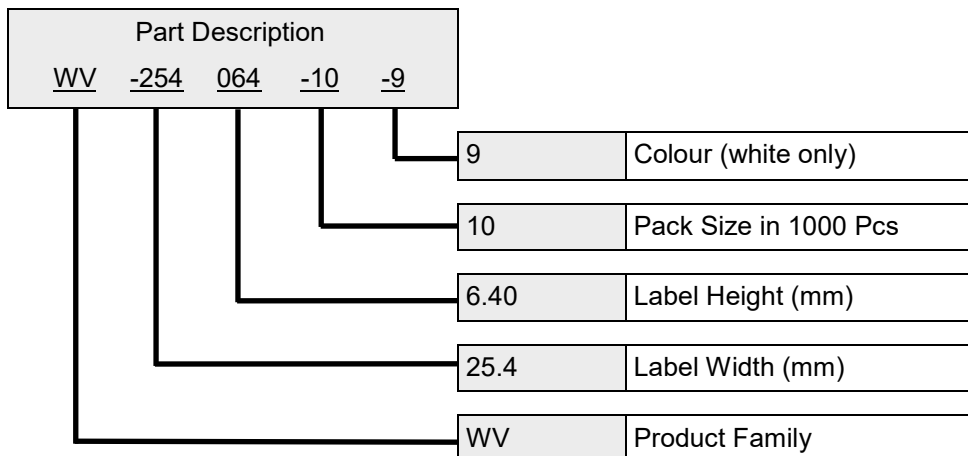 Part Description
WV -254 064 -10 -9
9 Colour (white only)
10 Pack Size in 1000 Pcs
6.40 Label Height (mm)
25.4 Label Width (mm)
WV Product Family